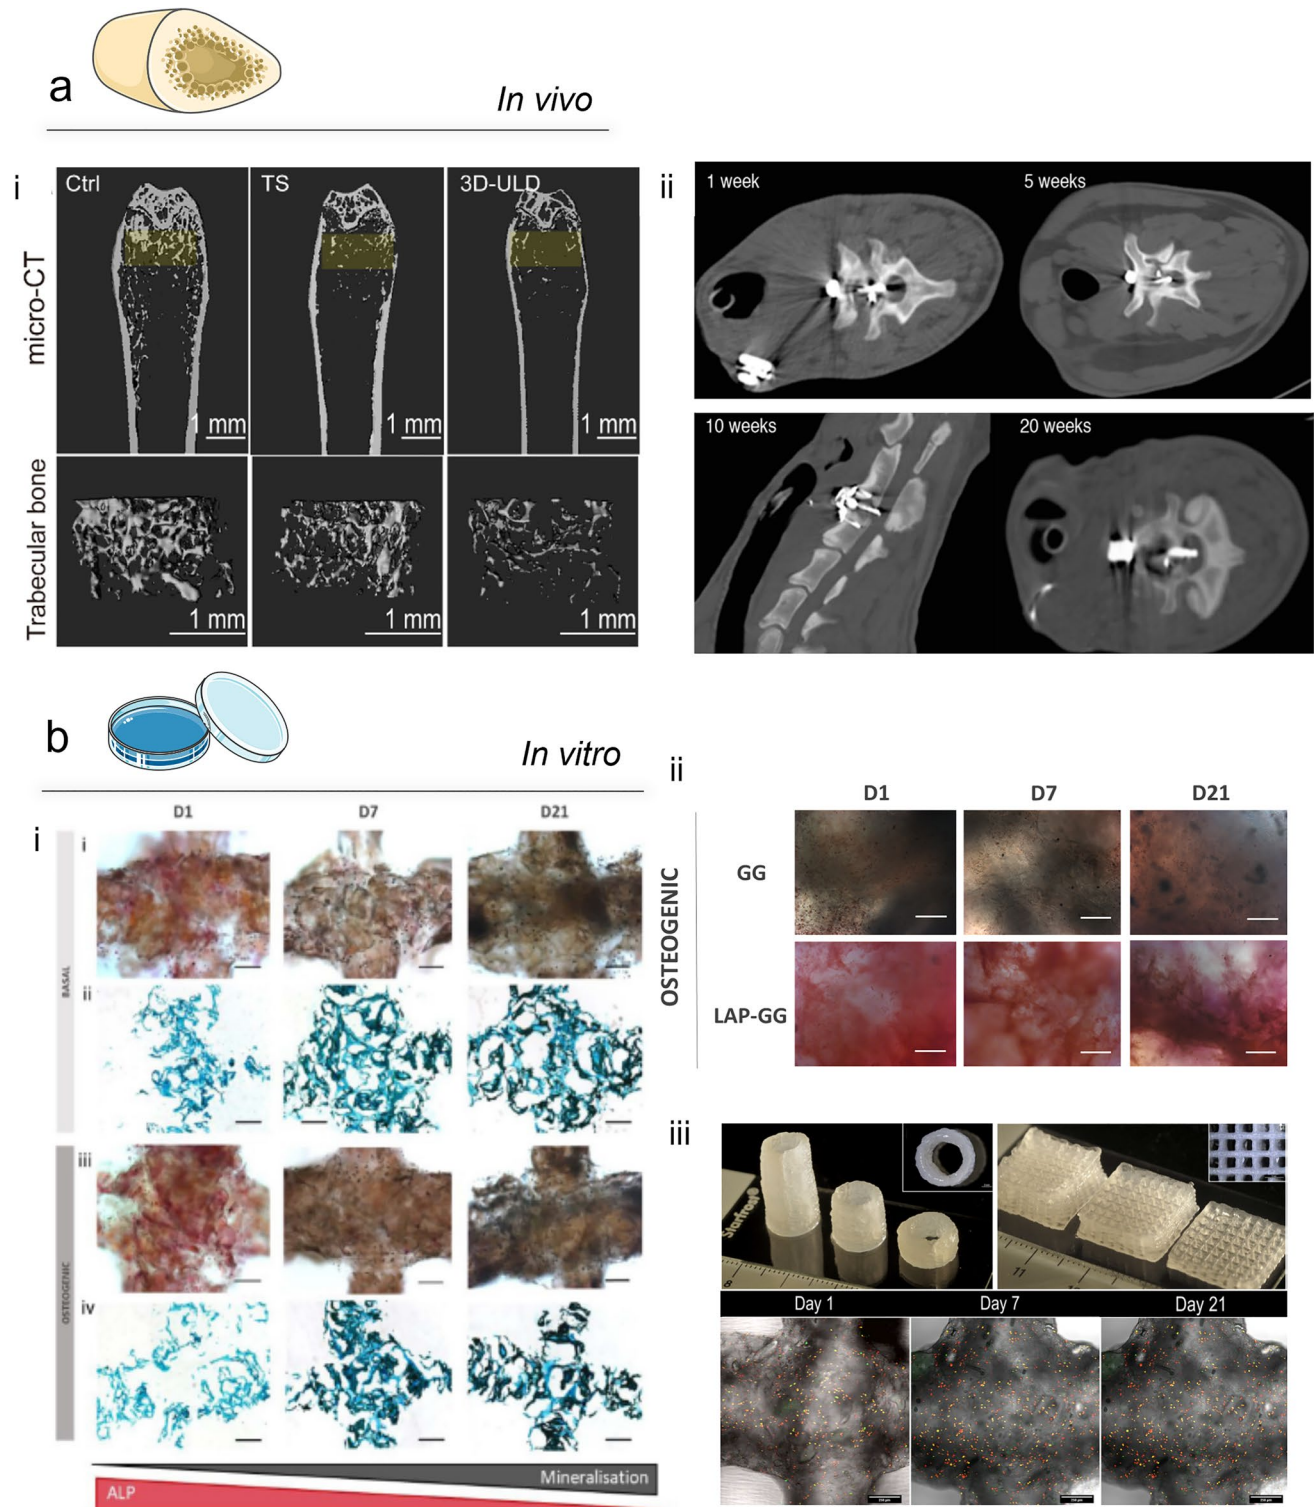 a
In vivo
i
Ctrl
TS
3D-ULD
micro-CT
1 mm
1 mm
1 mm
Trabecular bone
1 mm
1 mm
1 mm
ii
1 week
5 weeks
10 weeks
20 weeks
b
In vitro
i
D1
D7
D21
BASAL
i
ii
OSTEOGENIC
iii
iv
Mineralisation
ALP
ii
D1
D7
D21
OSTEOGENIC
GG
LAP-GG
iii
Starfrost
8
11
Day 1
Day 7
Day 21